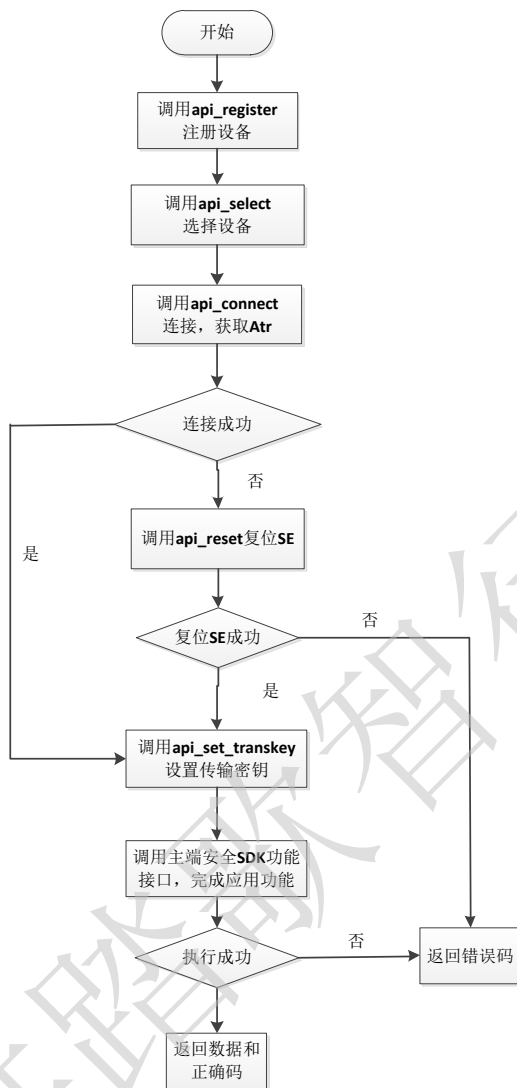 开始
调用api_register
注册设备
调用api_select
选择设备
调用api_connect
连接，获取Atr
连接成功
否
是
调用api_reset复位SE
复位SE成功
否
是
调用api_set_transkey
设置传输密钥
调用主端安全SDK功能
接口，完成应用功能
执行成功
否
返回错误码
返回数据和
正确码
踏歌智行